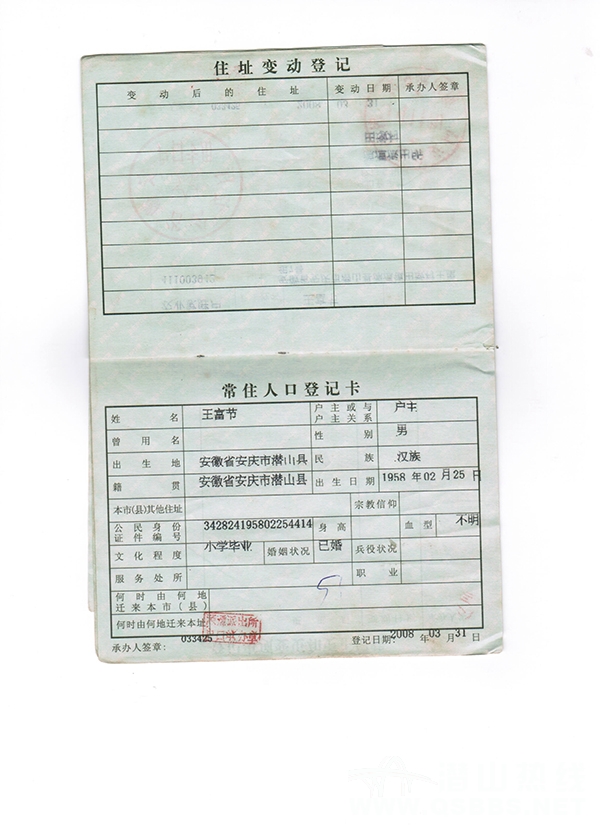 住址变动登记
变动后的住址 变动日期 承办人签章
常住人口登记卡
姓名 王富节 户主或与户主关系 户主
曾用名 性别 男
出生地 安徽省安庆市潜山县 民族 汉族
籍贯 安徽省安庆市潜山县 出生日期 1958年02月25日
本市(县)其他住址 宗教信仰
公民身份证件编号 342824195802254414 身高 血型 不明
文化程度 小学毕业 婚姻状况 已婚 兵役状况
服务处所 职业
何时由何地迁来本市(县)
何时由何地迁来本址
承办人签章: 033425 登记日期: 2008年03月31日